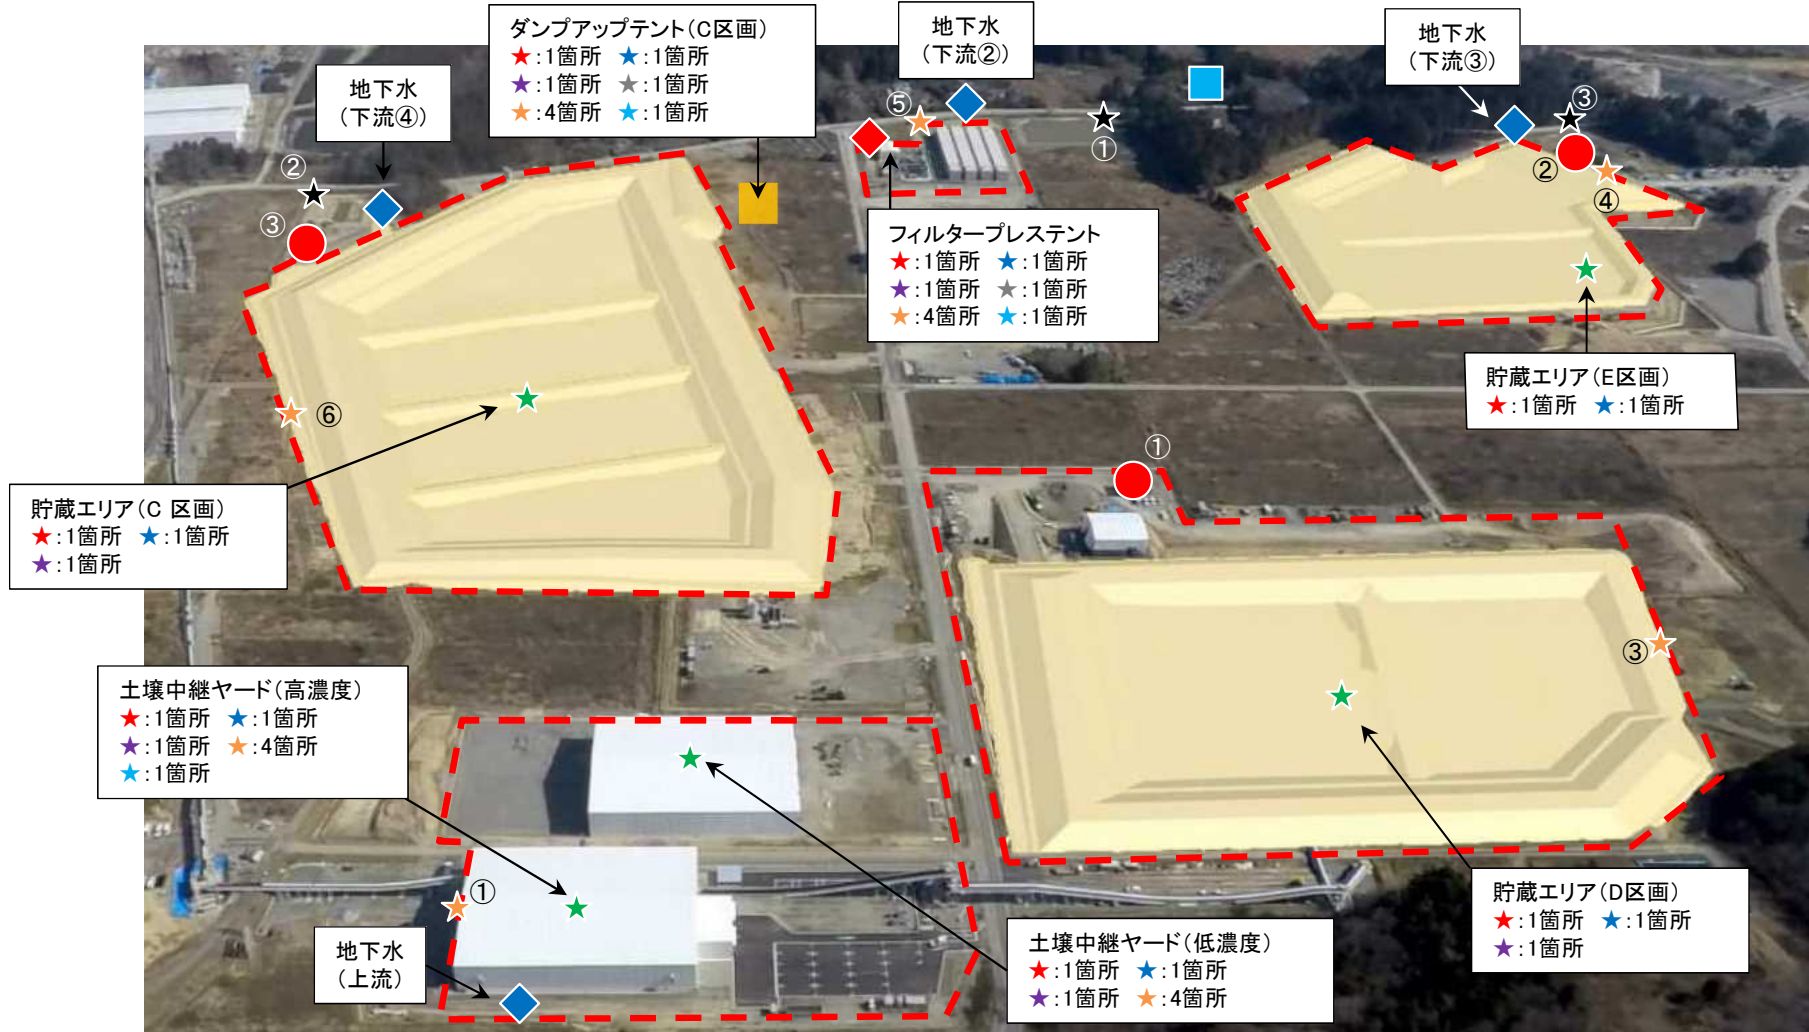 ダンプアップテント(C区画)
★:1箇所 ★:1箇所
★:1箇所 ★:1箇所
★:4箇所 ★:1箇所
地下水
(下流②)
地下水
(下流③)
地下水
(下流④)
⑤
①
③
②
④
②
③
フィルタープレステント
★:1箇所 ★:1箇所
★:1箇所 ★:1箇所
★:4箇所 ★:1箇所
貯蔵エリア(E区画)
★:1箇所 ★:1箇所
⑥
①
貯蔵エリア(C 区画)
★:1箇所 ★:1箇所
★:1箇所
③
土壌中継ヤード(高濃度)
★:1箇所 ★:1箇所
★:1箇所 ★:4箇所
★:1箇所
①
貯蔵エリア(D区画)
★:1箇所 ★:1箇所
★:1箇所
地下水
(上流)
土壌中継ヤード(低濃度)
★:1箇所 ★:1箇所
★:1箇所 ★:4箇所